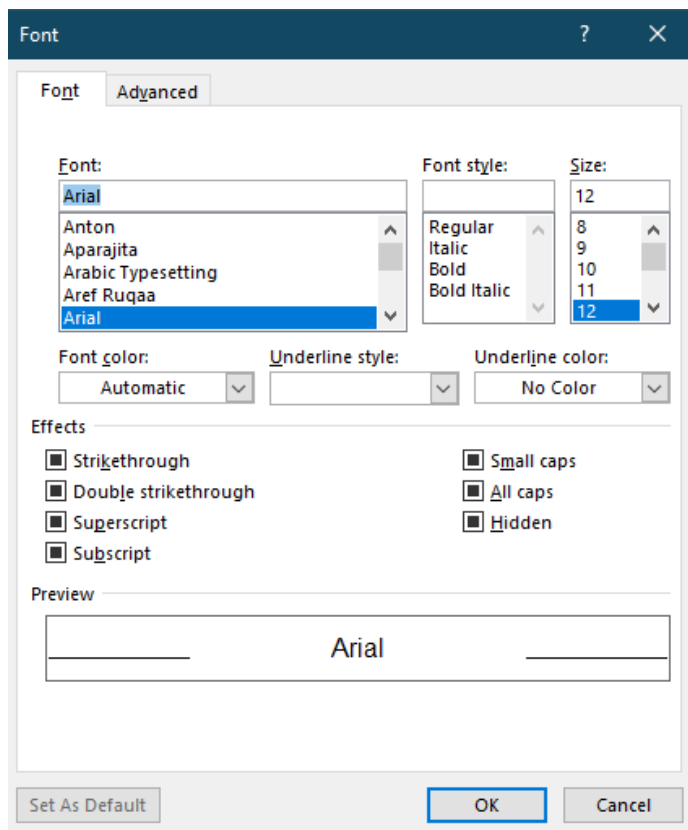 Font ?
Font Advanced
Font: Font style: Size:
Arial 12
Anton Regular 8
Aparajita Italic 9
Arabic Typesetting Bold 10
Aref Ruqaa Bold Italic 11
Arial 12
Font color: Underline style: Underline color:
Automatic No Color
Effects
Strikethrough Small caps
Double strikethrough All caps
Superscript Hidden
Subscript
Preview
Arial
Set As Default OK Cancel